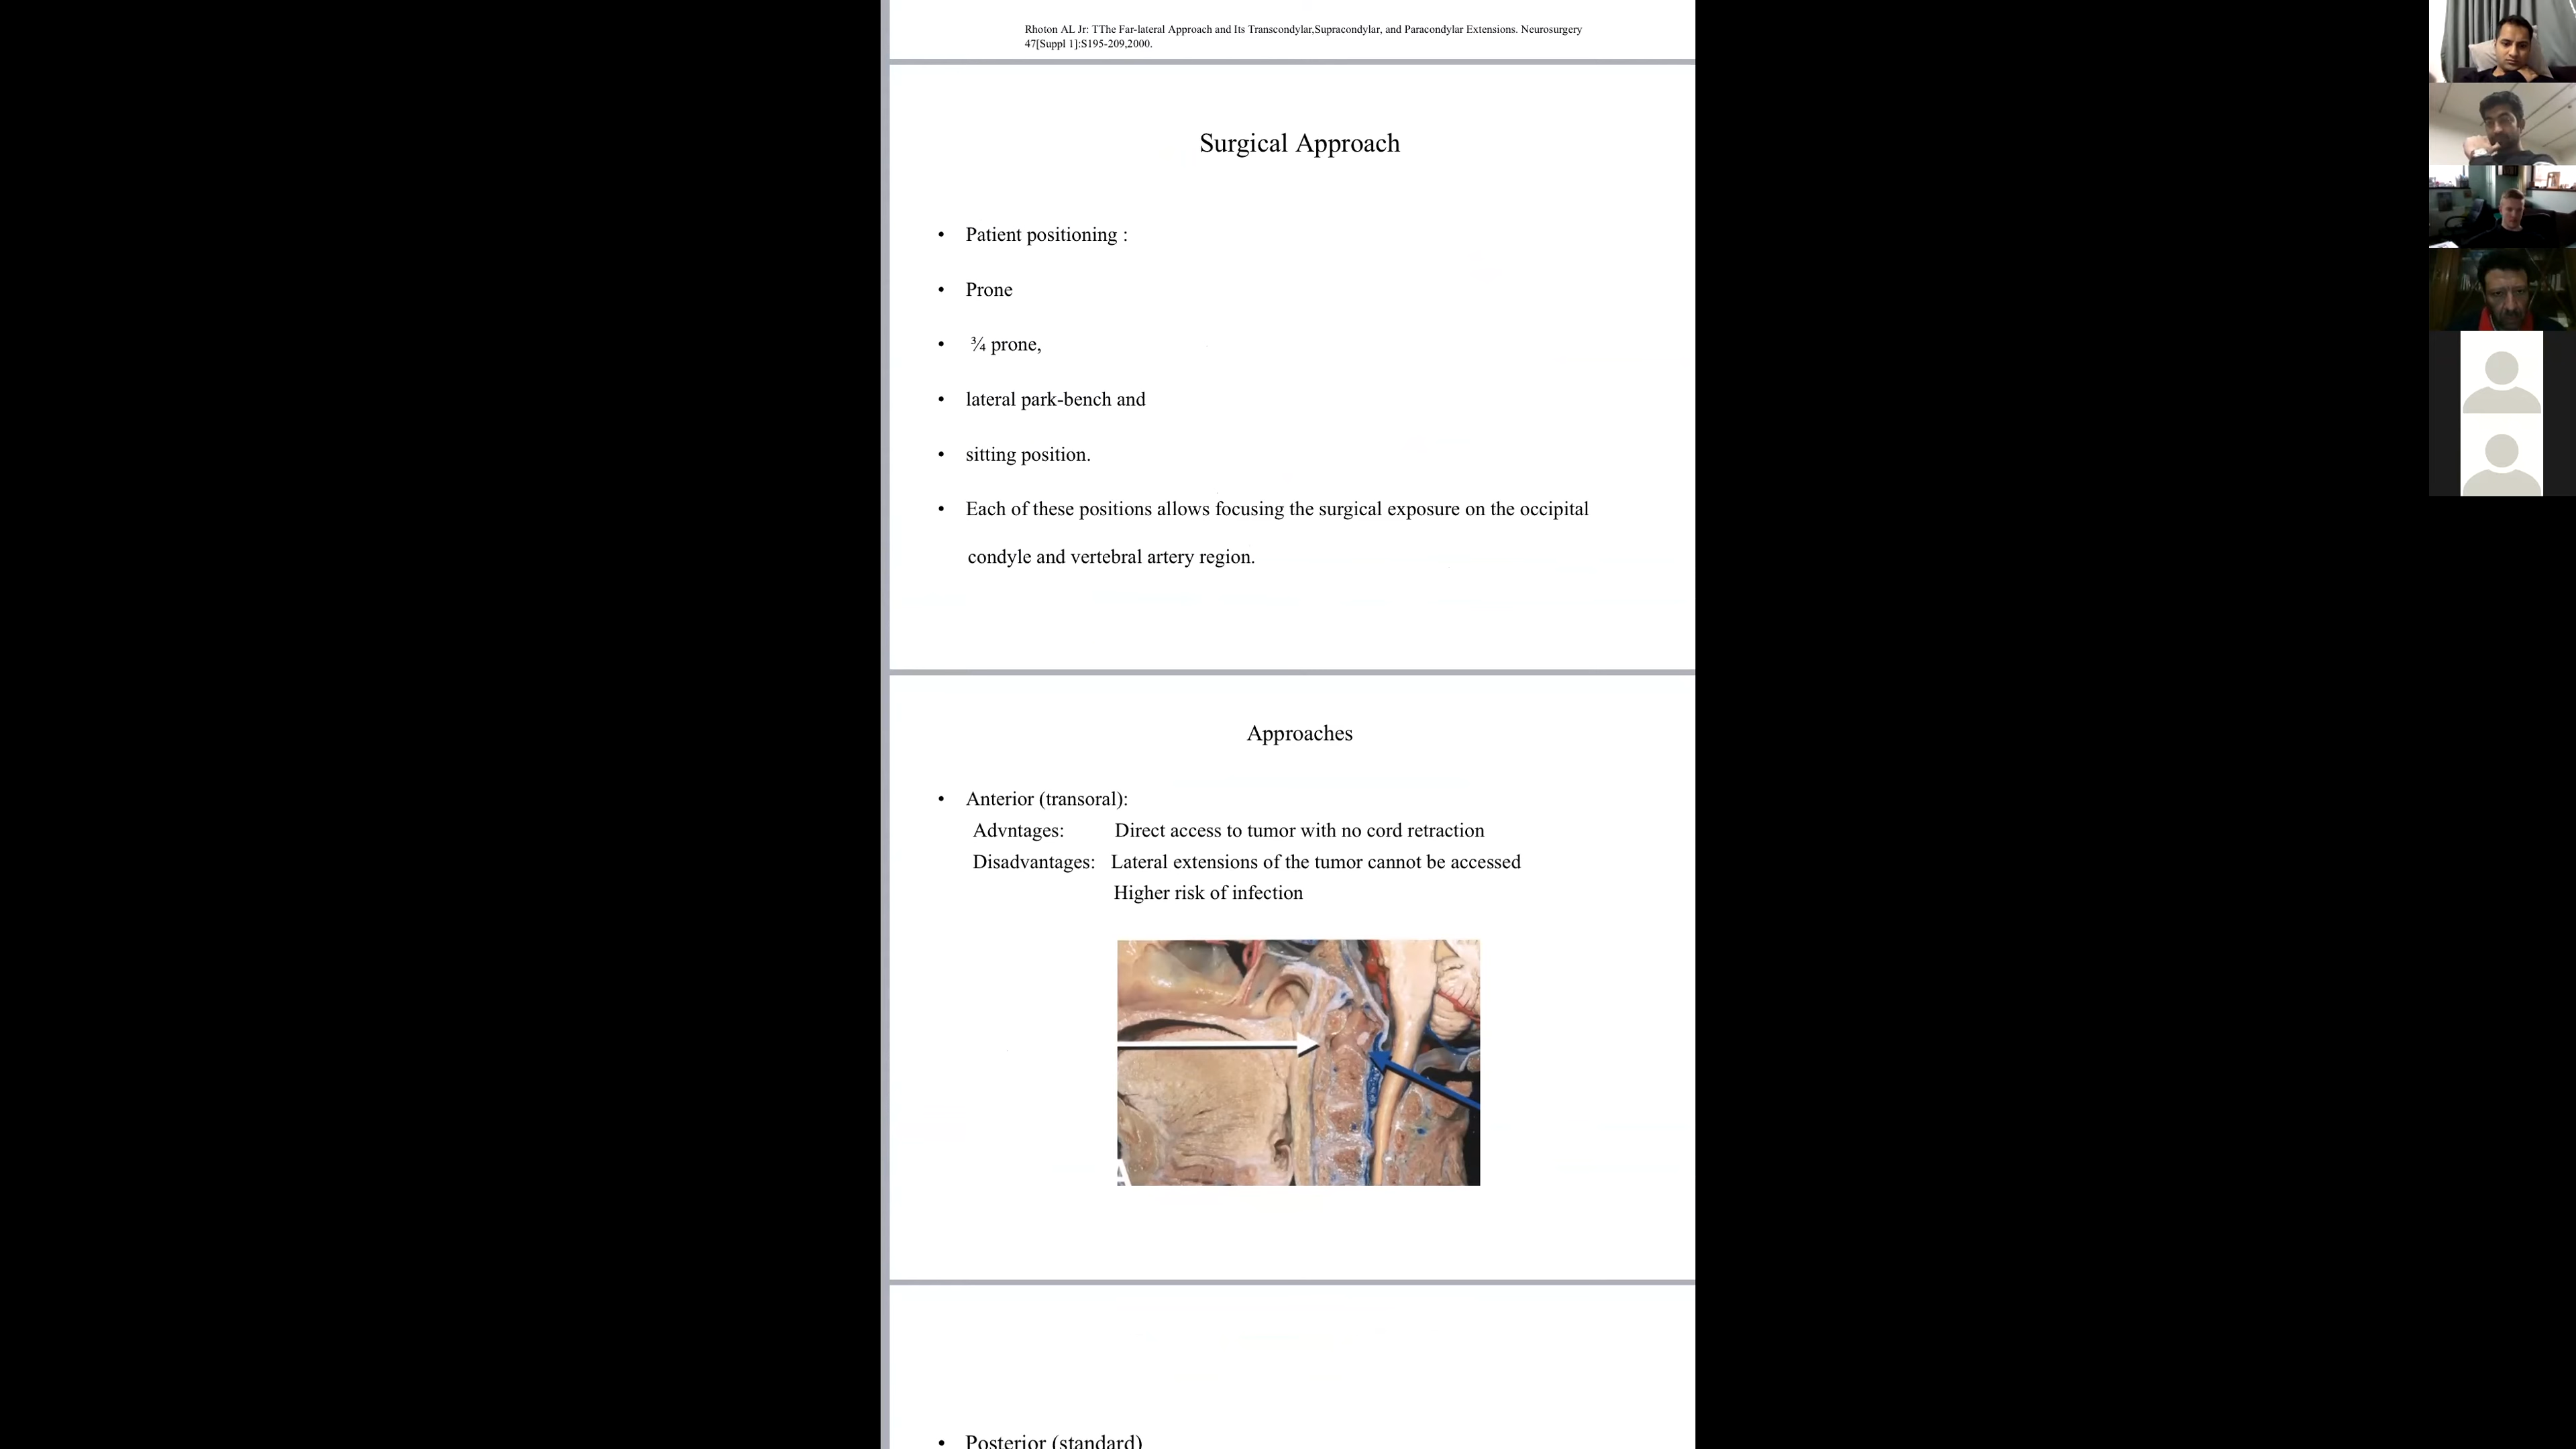 Rhoton AL Jr: TThe Far-lateral Approach and Its Transcondylar,Supracondylar, and Paracondylar Extensions. Neurosurgery
47[Suppl 1]:S195-209,2000.
Surgical Approach
• Patient positioning :
• Prone
• ¾ prone,
• lateral park-bench and
• sitting position.
• Each of these positions allows focusing the surgical exposure on the occipital
condyle and vertebral artery region.
Approaches
• Anterior (transoral):
Advntages: Direct access to tumor with no cord retraction
Disadvantages: Lateral extensions of the tumor cannot be accessed
Higher risk of infection
A
• Posterior (standard)